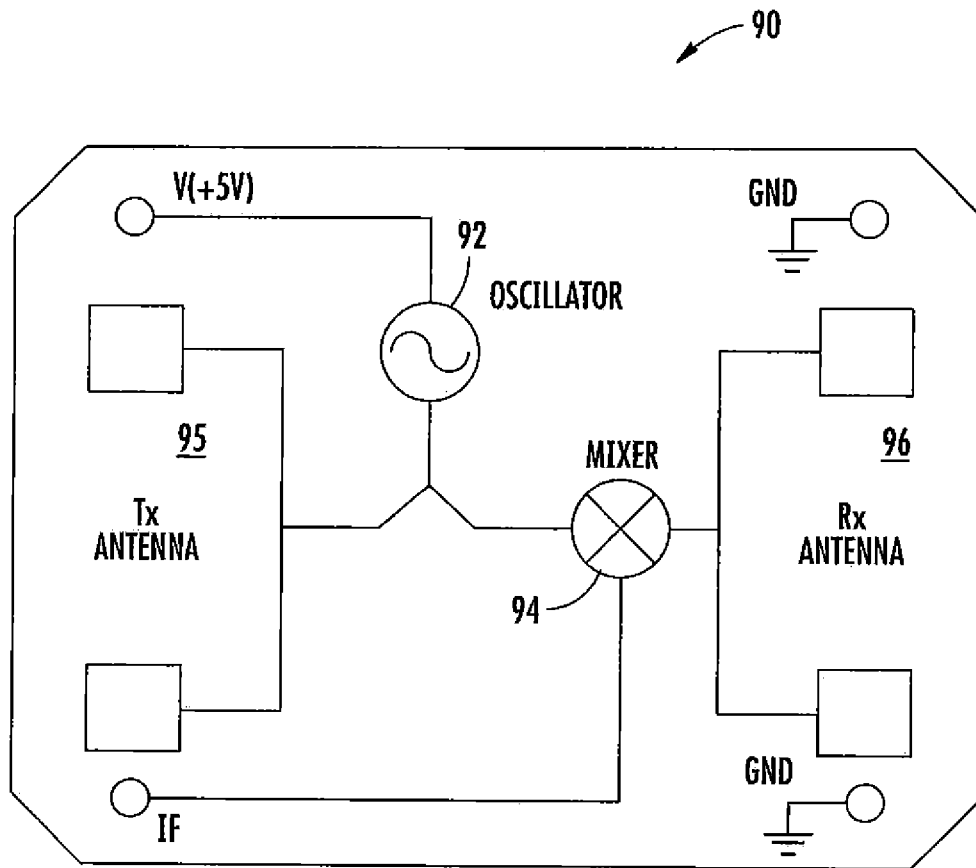 90
V(+5V)
GND
92
OSCILLATOR
95
MIXER
96
Tx
ANTENNA
Rx
ANTENNA
94
GND
IF